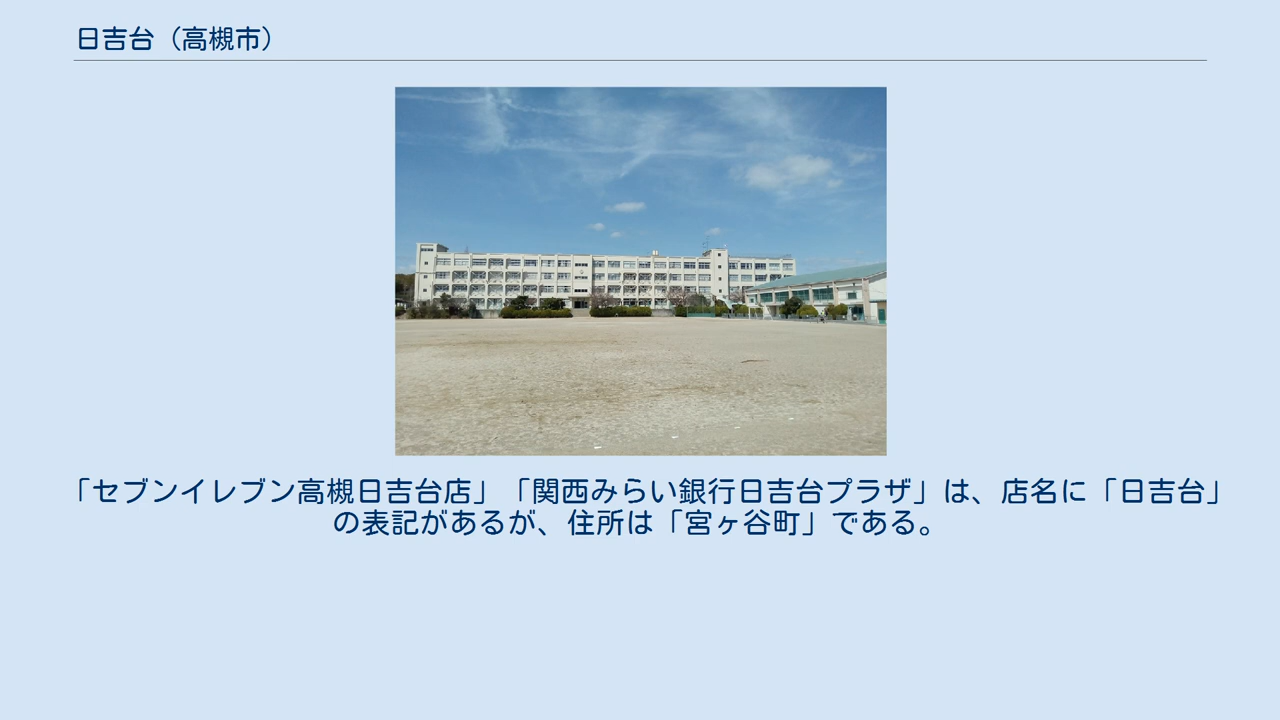 日吉台（高槻市）
「セブンイレブン高槻日吉台店」「関西みらい銀行日吉台プラザ」は、店名に「日吉台」
の表記があるが、住所は「宮ヶ谷町」である。